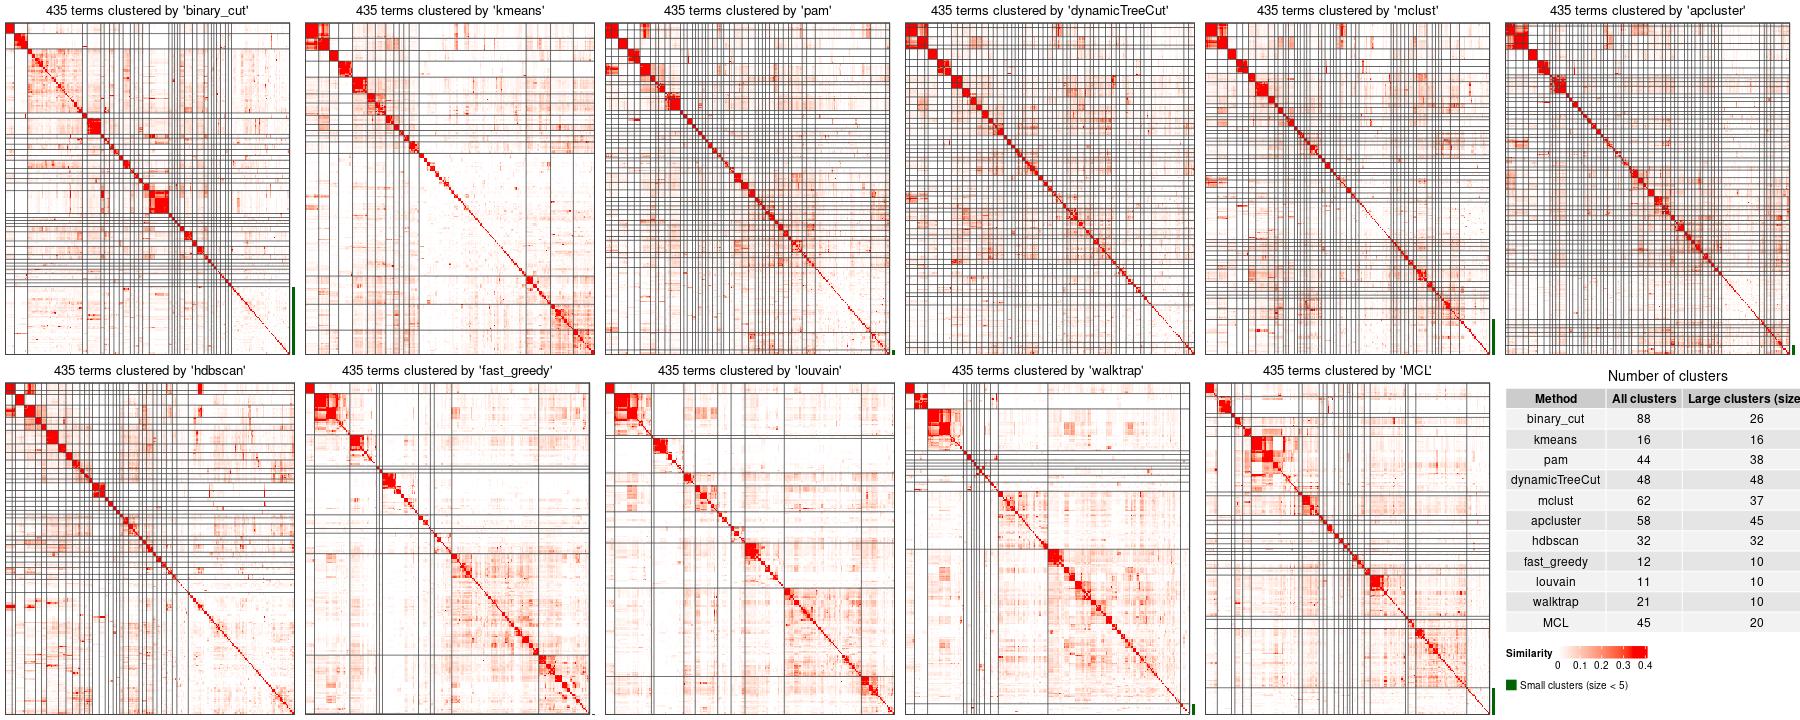 435 terms clustered by 'binary_cut'
435 terms clustered by 'kmeans'
435 terms clustered by 'pam'
435 terms clustered by 'dynamicTreeCut'
435 terms clustered by 'mclust'
435 terms clustered by 'apcluster'
435 terms clustered by 'hdbscan'
435 terms clustered by 'fast_greedy'
435 terms clustered by 'louvain'
435 terms clustered by 'walktrap'
435 terms clustered by 'MCL'
Number of clusters
Method All clusters Large clusters (size
binary_cut 88 26
kmeans 16 16
pam 44 38
dynamicTreeCut 48 48
mclust 62 37
apcluster 58 45
hdbscan 32 32
fast_greedy 12 10
louvain 11 10
walktrap 21 10
MCL 45 20
Similarity
0 0.1 0.2 0.3 0.4
Small clusters (size < 5)